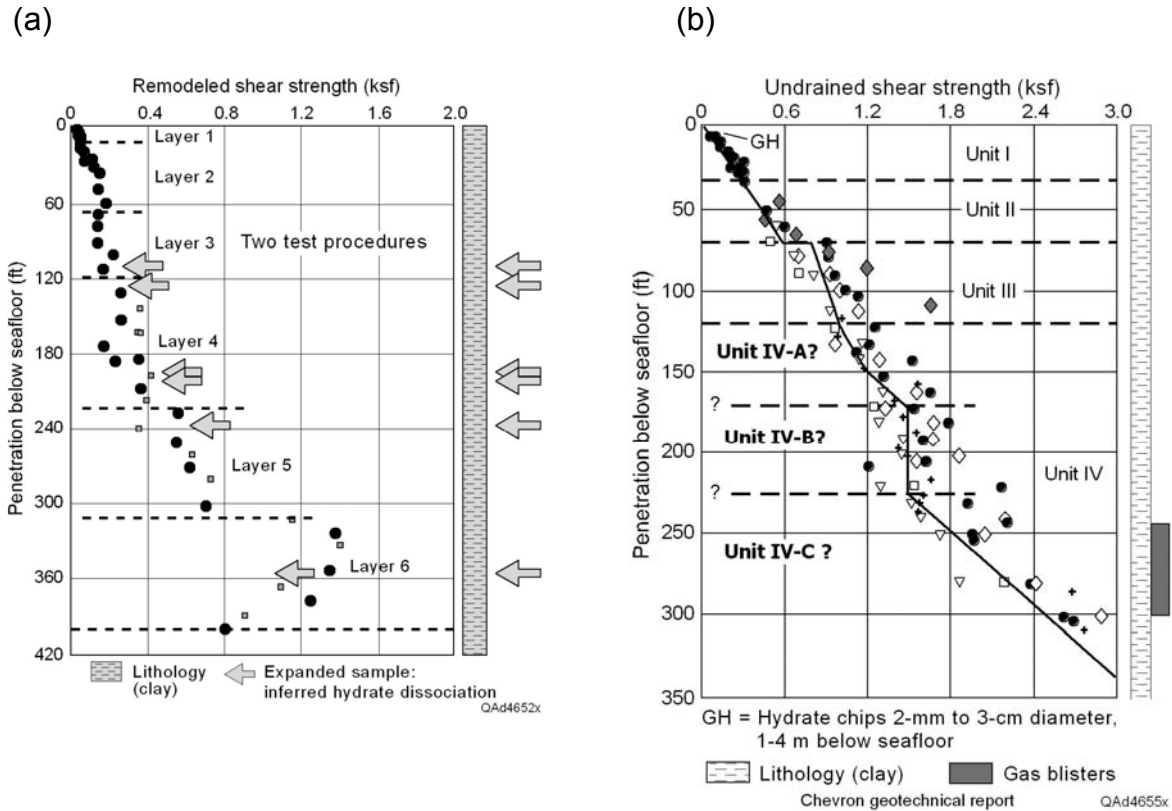 (a)
Remodeled shear strength (ksf)
0 0.4 0.8 1.2 1.6 2.0
Penetration below seafloor (ft)
0
60
120
180
240
300
360
420
Layer 1
Layer 2
Layer 3
Two test procedures
Layer 4
Layer 5
Layer 6
Lithology
(clay)
Expanded sample:
inferred hydrate dissociation
QAd4652x
(b)
Undrained shear strength (ksf)
0 0.6 1.2 1.8 2.4 3.0
Penetration below seafloor (ft)
0
50
100
150
200
250
300
350
GH
Unit I
Unit II
Unit III
Unit IV-A?
?
Unit IV-B?
Unit IV
?
Unit IV-C ?
GH = Hydrate chips 2-mm to 3-cm diameter,
1-4 m below seafloor
Lithology (clay)
Gas blisters
Chevron geotechnical report
QAd4655x